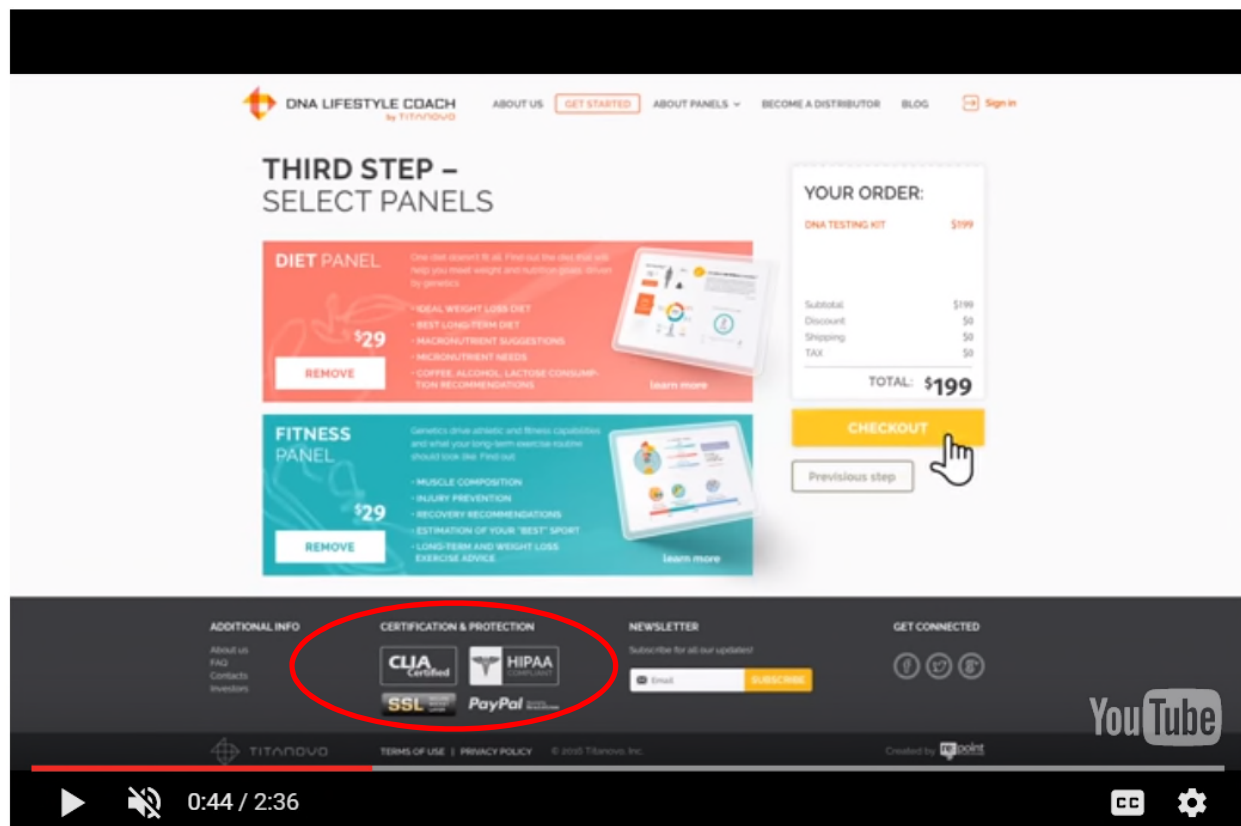 DNA LIFESTYLE COACH
by TITANOVO
ABOUT US
GET STARTED
ABOUT PANELS
BECOME A DISTRIBUTOR
BLOG
Sign in
THIRD STEP –
SELECT PANELS
DIET PANEL
One diet doesn't fit all. Find out the diet that will
help you meet weight and nutrition goals, driven
by genetics.
• IDEAL WEIGHT LOSS DIET
• BEST LONG-TERM DIET
• MACRONUTRIENT SUGGESTIONS
• MICRONUTRIENT NEEDS
• COFFEE, ALCOHOL, LACTOSE CONSUMP-
TION RECOMMENDATIONS
$29
REMOVE
learn more
FITNESS
PANEL
Genetics drive athletic and fitness capabilities
and what your long-term exercise routine
should look like. Find out.
• MUSCLE COMPOSITION
• INJURY PREVENTION
• RECOVERY RECOMMENDATIONS
• ESTIMATION OF YOUR "BEST" SPORT
• LONG-TERM AND WEIGHT LOSS
EXERCISE ADVICE
$29
REMOVE
learn more
YOUR ORDER:
DNA TESTING KIT $199
Subtotal $199
Discount $0
Shipping $0
TAX $0
TOTAL: $199
CHECKOUT
Previsious step
ADDITIONAL INFO
About us
FAQ
Contacts
Investors
CERTIFICATION & PROTECTION
CLIA
Certified
HIPAA
COMPLIANT
SSL
PayPal
NEWSLETTER
Subscribe for all our updates!
Email
SUBSCRIBE
GET CONNECTED
TITANOVO
TERMS OF USE | PRIVACY POLICY © 2016 Titanovo, Inc.
Created by re:point
YouTube
0:44 / 2:36
CC